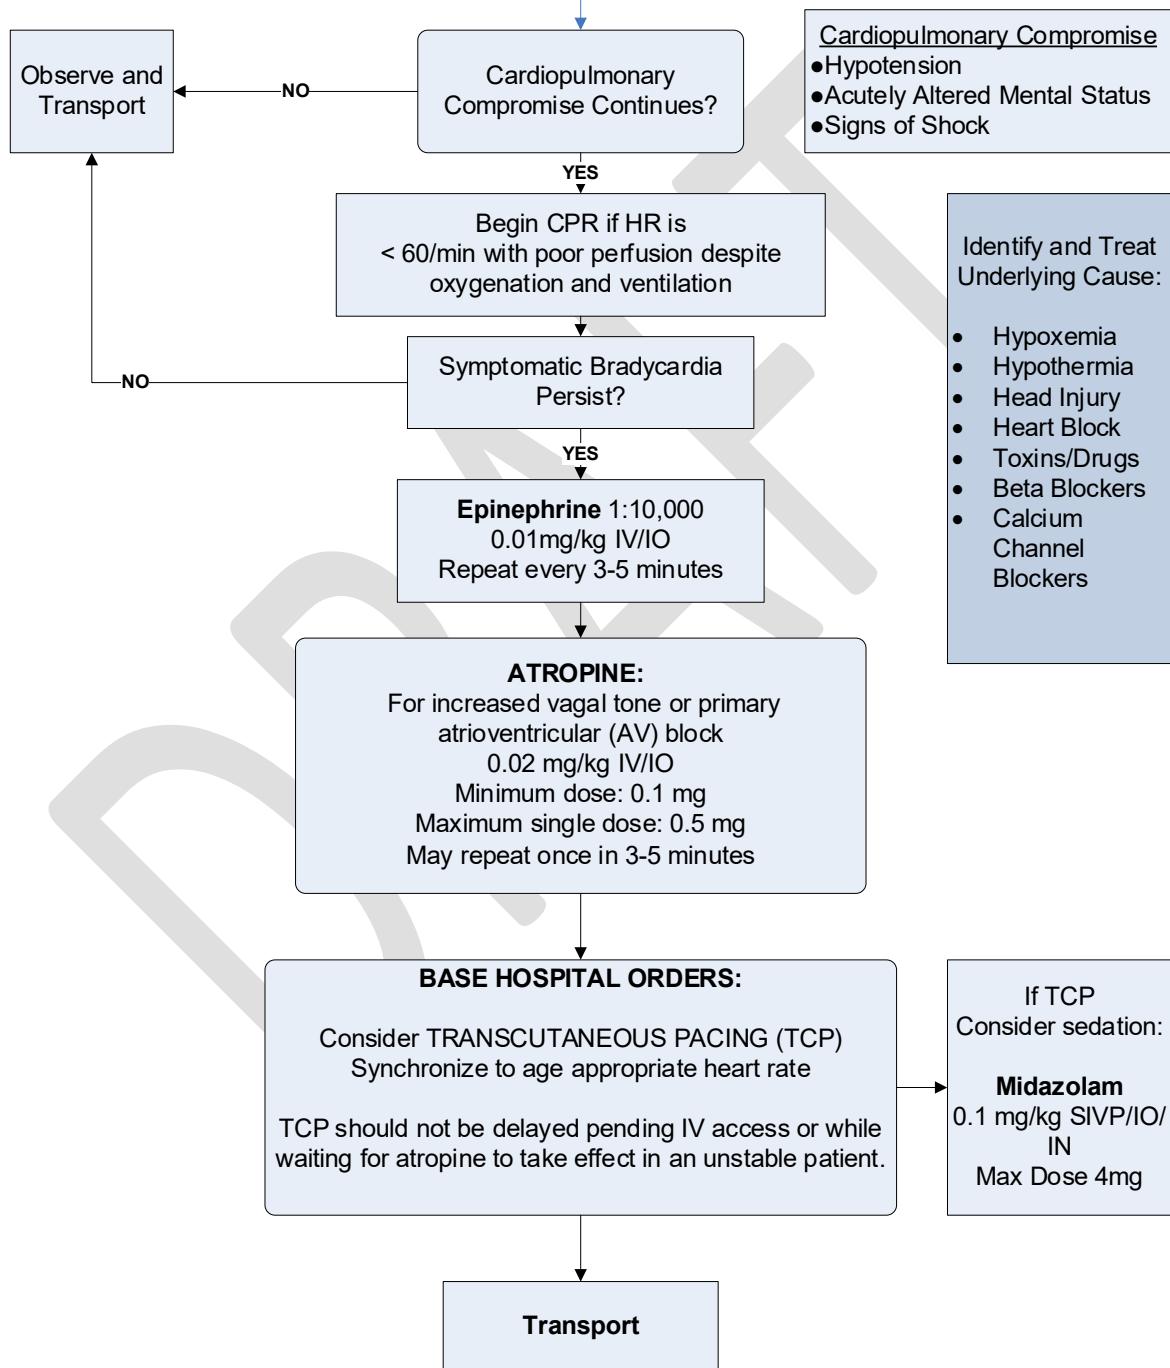 Observe and
Transport
NO
Cardiopulmonary
Compromise Continues?
Cardiopulmonary Compromise
●Hypotension
●Acutely Altered Mental Status
●Signs of Shock
YES
Begin CPR if HR is
< 60/min with poor perfusion despite
oxygenation and ventilation
Identify and Treat
Underlying Cause:
• Hypoxemia
• Hypothermia
• Head Injury
• Heart Block
• Toxins/Drugs
• Beta Blockers
• Calcium
Channel
Blockers
NO
Symptomatic Bradycardia
Persist?
YES
Epinephrine 1:10,000
0.01mg/kg IV/IO
Repeat every 3-5 minutes
ATROPINE:
For increased vagal tone or primary
atrioventricular (AV) block
0.02 mg/kg IV/IO
Minimum dose: 0.1 mg
Maximum single dose: 0.5 mg
May repeat once in 3-5 minutes
BASE HOSPITAL ORDERS:
Consider TRANSCUTANEOUS PACING (TCP)
Synchronize to age appropriate heart rate
TCP should not be delayed pending IV access or while
waiting for atropine to take effect in an unstable patient.
If TCP
Consider sedation:
Midazolam
0.1 mg/kg SIVP/IO/
IN
Max Dose 4mg
Transport
DRAFT